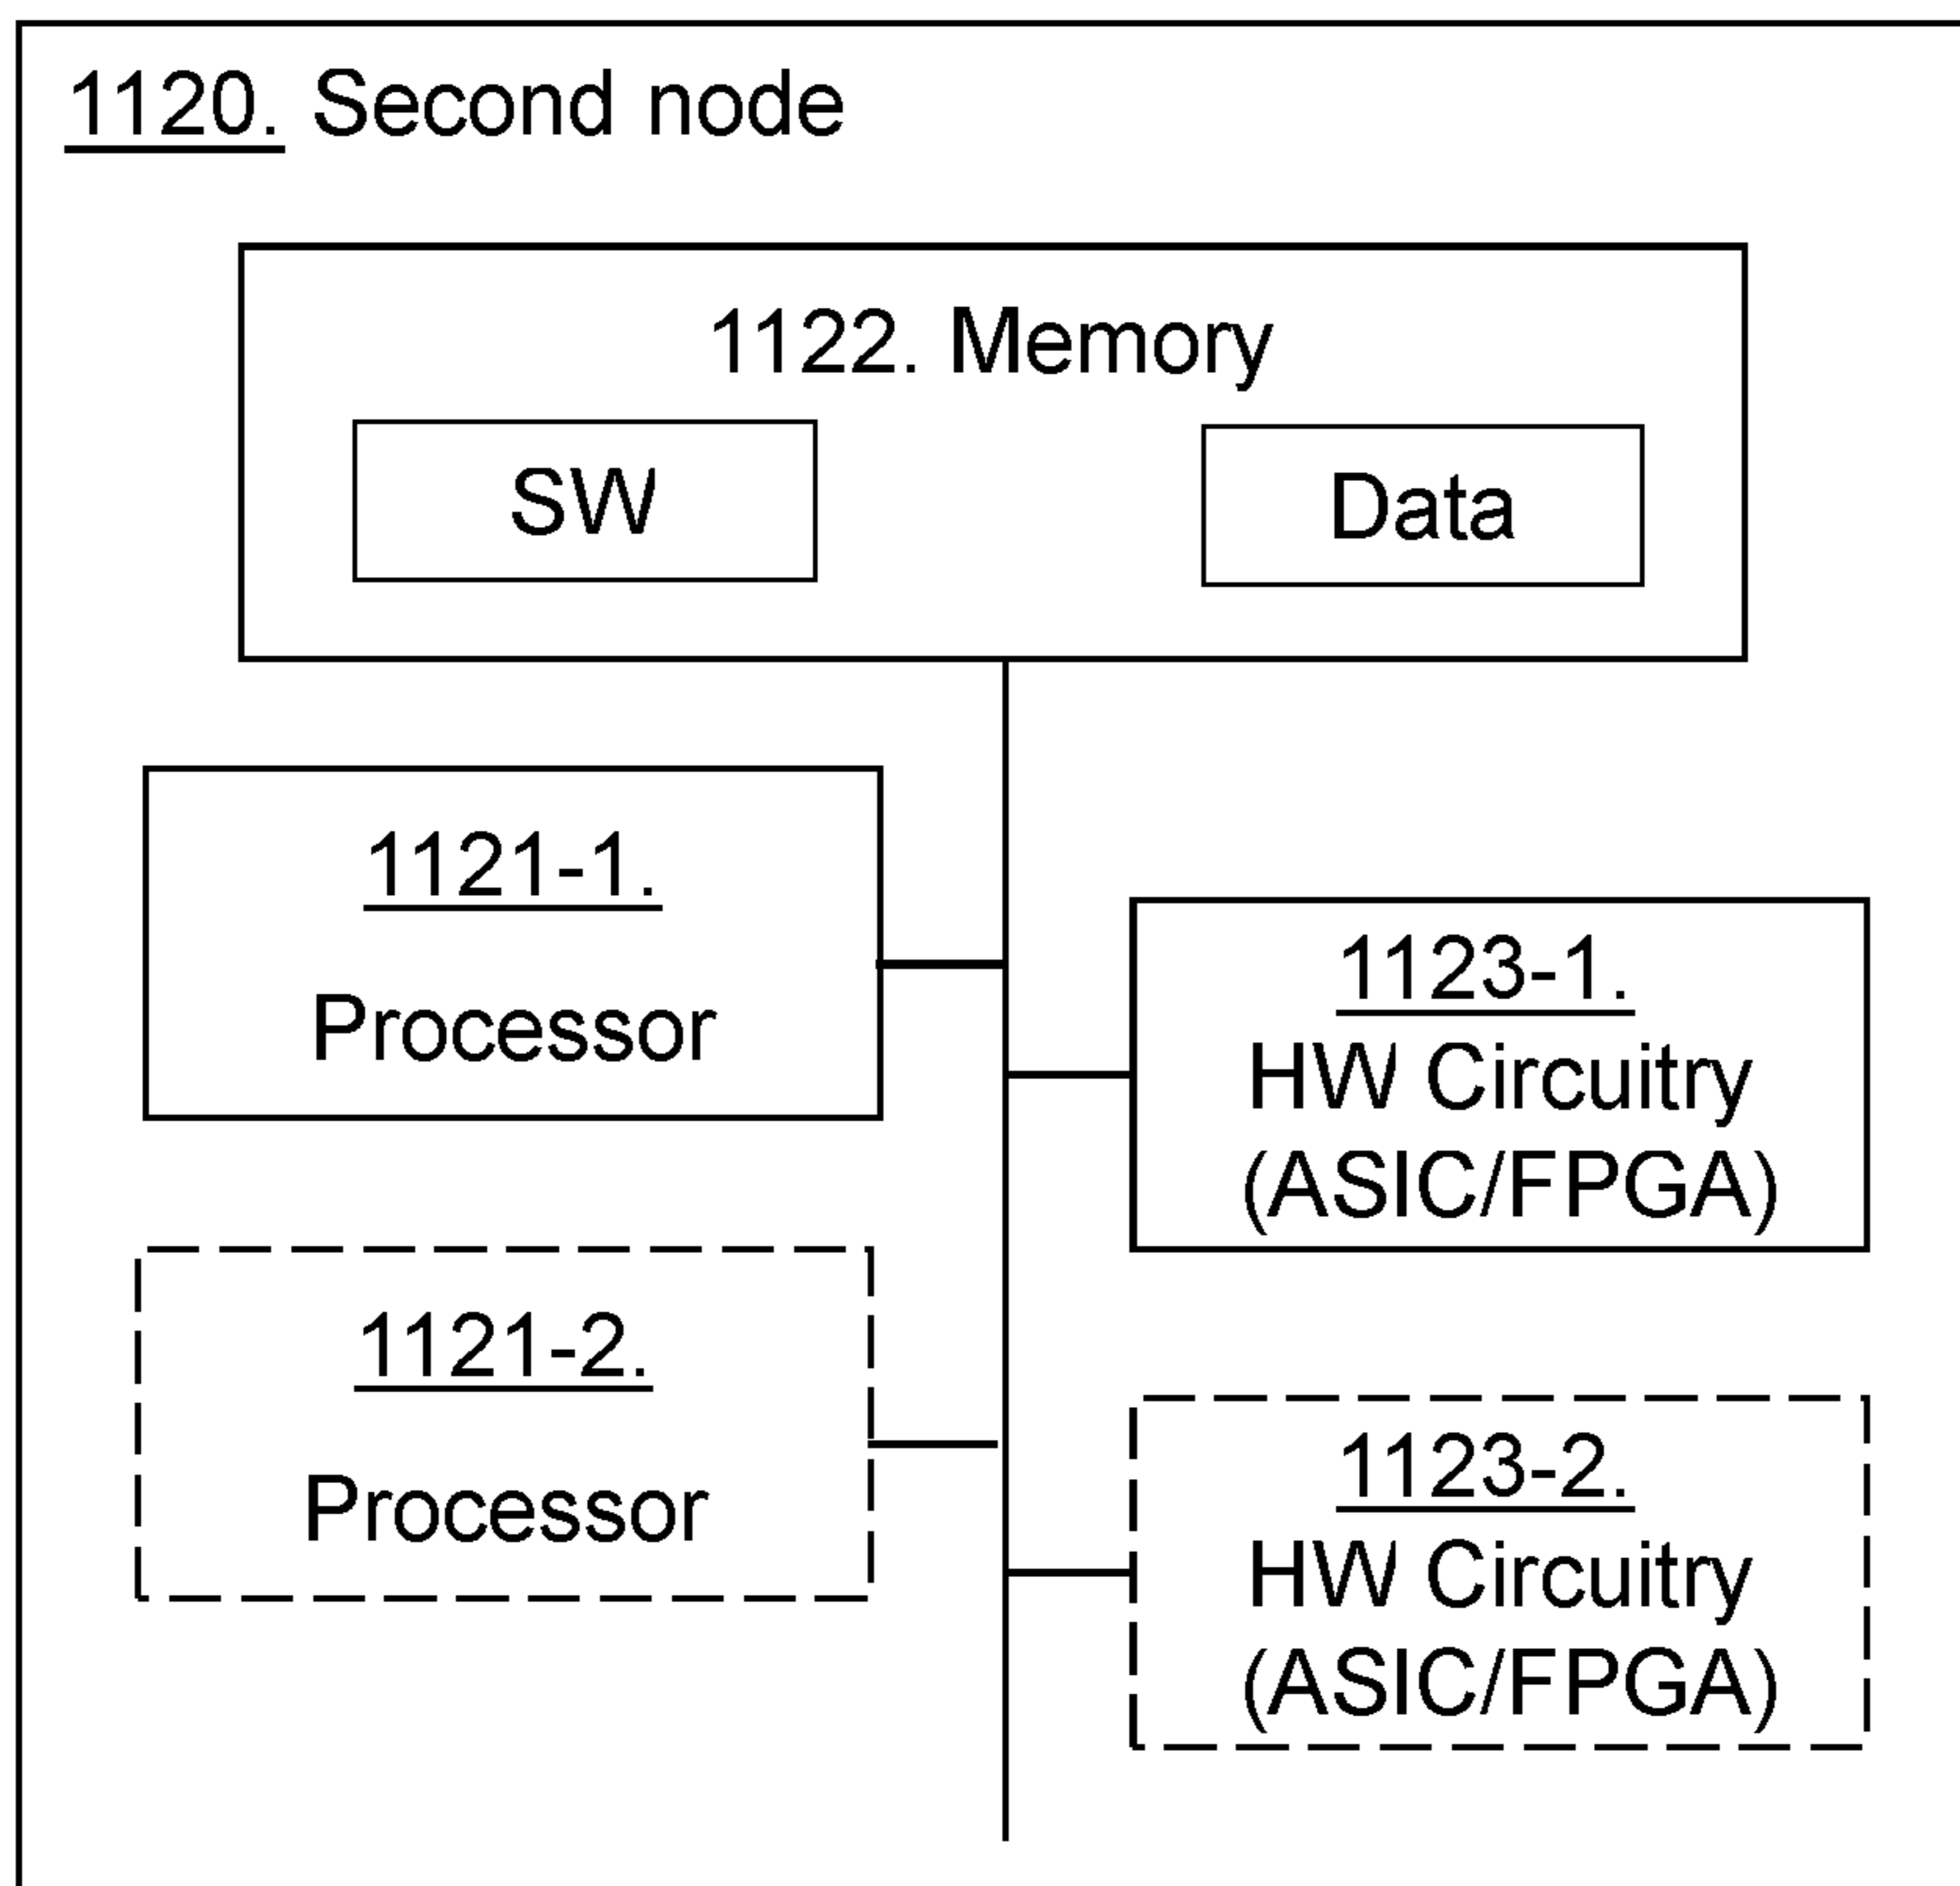 1120. Second node
1122. Memory
SW
Data
1121-1.
Processor
1123-1.
HW Circuitry
(ASIC/FPGA)
1121-2.
Processor
1123-2.
HW Circuitry
(ASIC/FPGA)